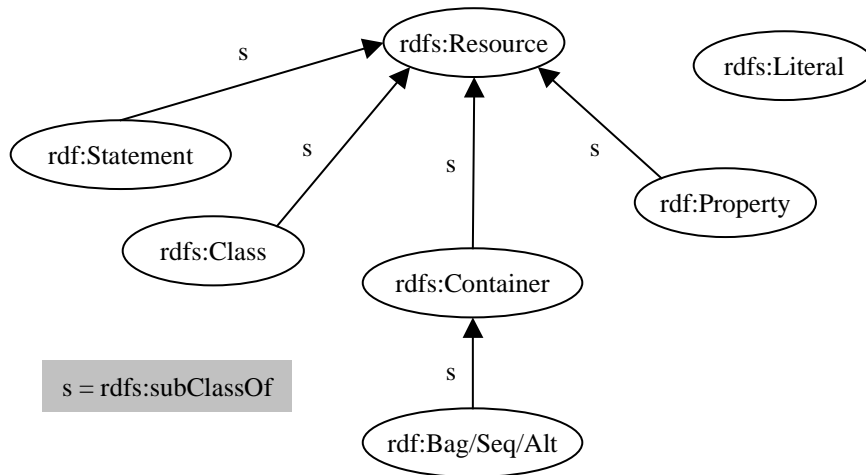 rdfs:Resource
s
rdfs:Literal
rdf:Statement
s
s
s
rdf:Property
rdfs:Class
rdfs:Container
s = rdfs:subClassOf
s
rdf:Bag/Seq/Alt